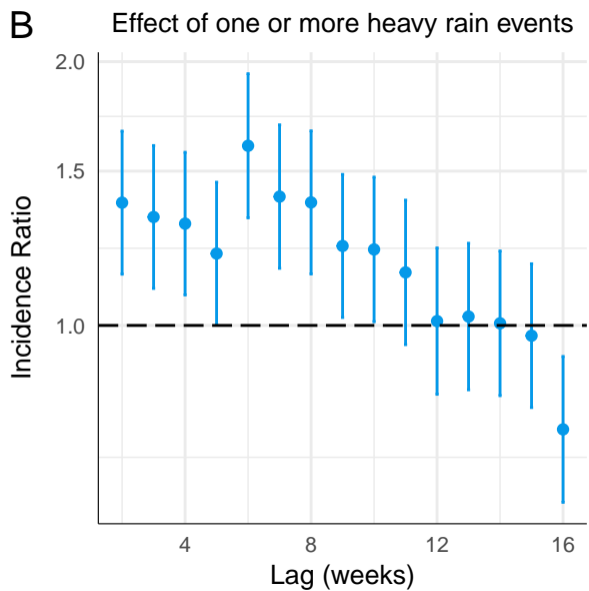 B
Effect of one or more heavy rain events
2.0
1.5
1.0
Incidence Ratio
4
8
12
16
Lag (weeks)